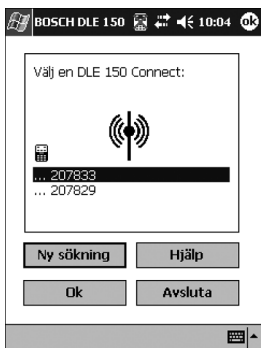 BOSCH DLE 150 10:04 ok
Välj en DLE 150 Connect:
... 207833
... 207829
Ny sökning Hjälp
Ok Avsluta